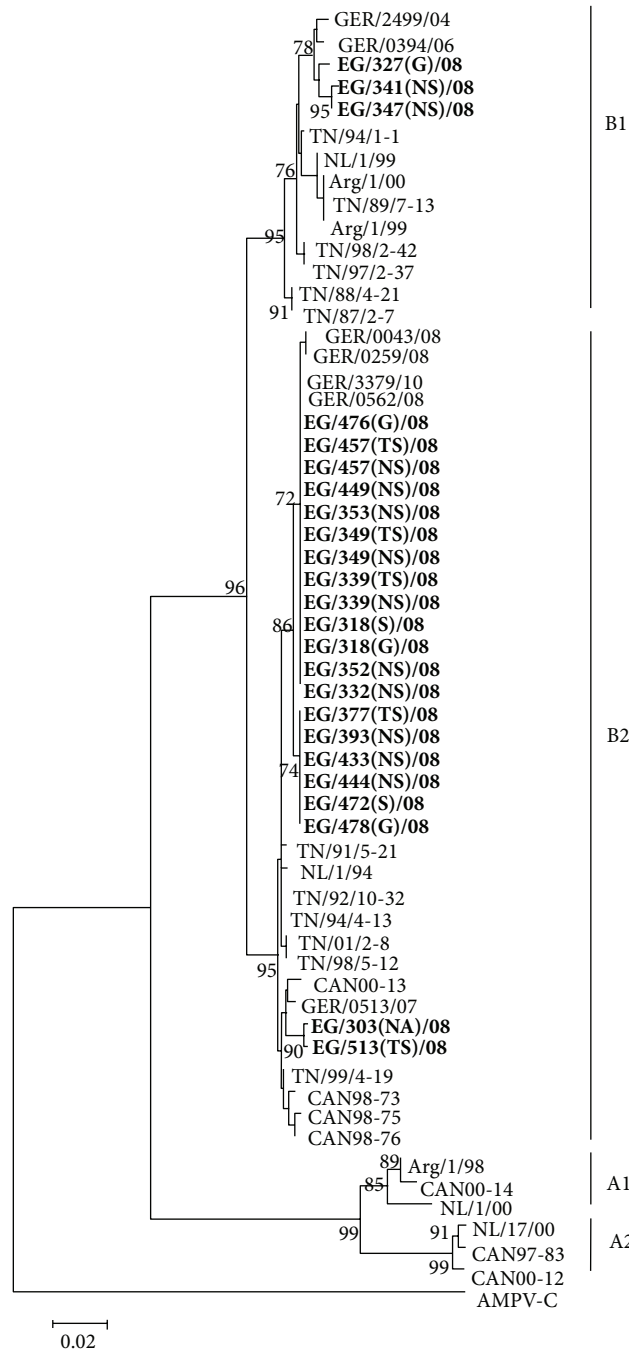 GER/2499/04
78
GER/0394/06
EG/327(G)/08
EG/341(NS)/08
95
EG/347(NS)/08
B1
TN/94/1-1
NL/1/99
76
Arg/1/00
TN/89/7-13
Arg/1/99
95
TN/98/2-42
TN/97/2-37
TN/88/4-21
91
TN/87/2-7
GER/0043/08
GER/0259/08
GER/3379/10
GER/0562/08
EG/476(G)/08
EG/457(TS)/08
EG/457(NS)/08
EG/449(NS)/08
72
EG/353(NS)/08
EG/349(TS)/08
EG/349(NS)/08
EG/339(TS)/08
96
EG/339(NS)/08
86
EG/318(S)/08
EG/318(G)/08
EG/352(NS)/08
EG/332(NS)/08
EG/377(TS)/08
EG/393(NS)/08
B2
EG/433(NS)/08
74
EG/444(NS)/08
EG/472(S)/08
EG/478(G)/08
TN/91/5-21
NL/1/94
TN/92/10-32
TN/94/4-13
TN/01/2-8
TN/98/5-12
95
CAN00-13
GER/0513/07
EG/303(NA)/08
90
EG/513(TS)/08
TN/99/4-19
CAN98-73
CAN98-75
CAN98-76
89
Arg/1/98
85
CAN00-14
A1
NL/1/00
99
91
NL/17/00
CAN97-83
A2
99
CAN00-12
AMPV-C
0.02